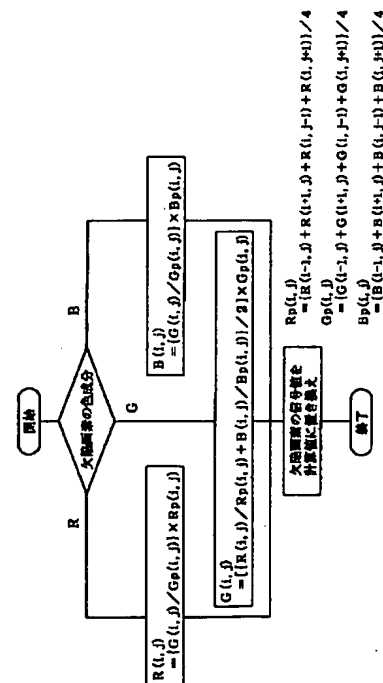 開始
欠陥画素の色成分
R
G
B
R(i, j)
={G(i, j)/Gp(i, j)}×Rp(i, j)
B(i, j)
={G(i, j)/Gp(i, j)}×Bp(i, j)
G(i, j)
=[{R(i, j)/Rp(i, j)+B(i, j)/Bp(i, j)}/2]×Gp(i, j)
欠陥画素の信号値を
計算値に置き換え
終了
Rp(i, j)
={R(i-1, j)+R(i+1, j)+R(i, j-1)+R(i, j+1)}/4
Gp(i, j)
={G(i-1, j)+G(i+1, j)+G(i, j-1)+G(i, j+1)}/4
Bp(i, j)
={B(i-1, j)+B(i+1, j)+B(i, j-1)+B(i, j+1)}/4